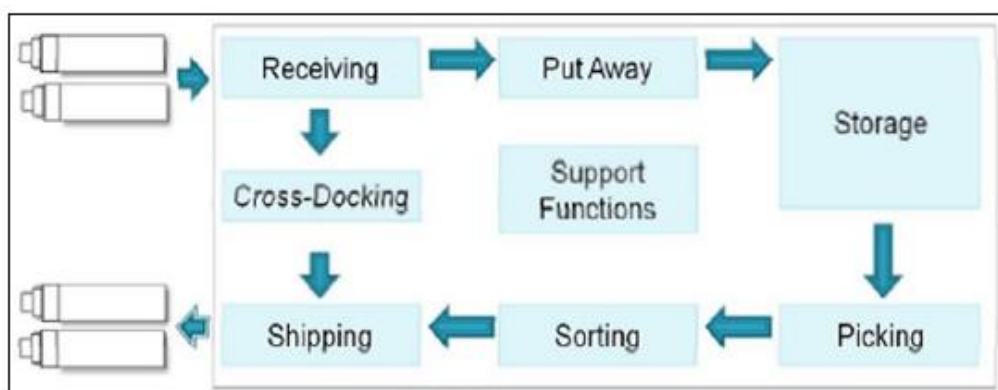 Receiving
Put Away
Storage
Cross-Docking
Support
Functions
Shipping
Sorting
Picking